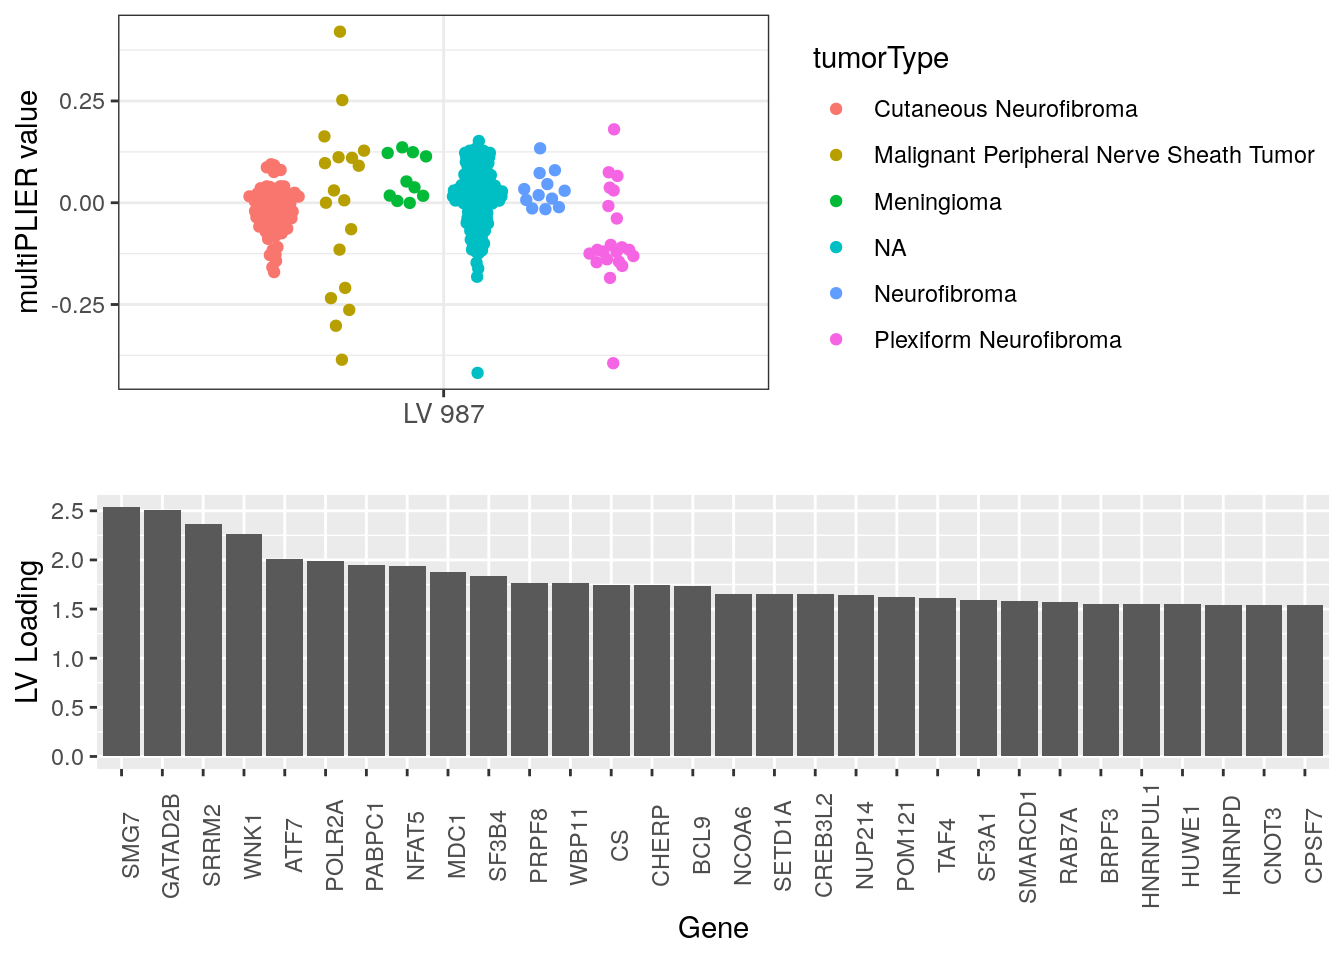 multiPLIER value
0.25
0.00
-0.25
LV 987
tumorType
Cutaneous Neurofibroma
Malignant Peripheral Nerve Sheath Tumor
Meningioma
NA
Neurofibroma
Plexiform Neurofibroma
LV Loading
2.5
2.0
1.5
1.0
0.5
0.0
SMG7
GATAD2B
SRRM2
WNK1
ATF7
POLR2A
PABPC1
NFAT5
MDC1
SF3B4
PRPF8
WBP11
CS
CHERP
BCL9
NCOA6
SETD1A
CREB3L2
NUP214
POM121
TAF4
SF3A1
SMARCD1
RAB7A
BRPF3
HNRNPUL1
HUWE1
HNRNPD
CNOT3
CPSF7
Gene